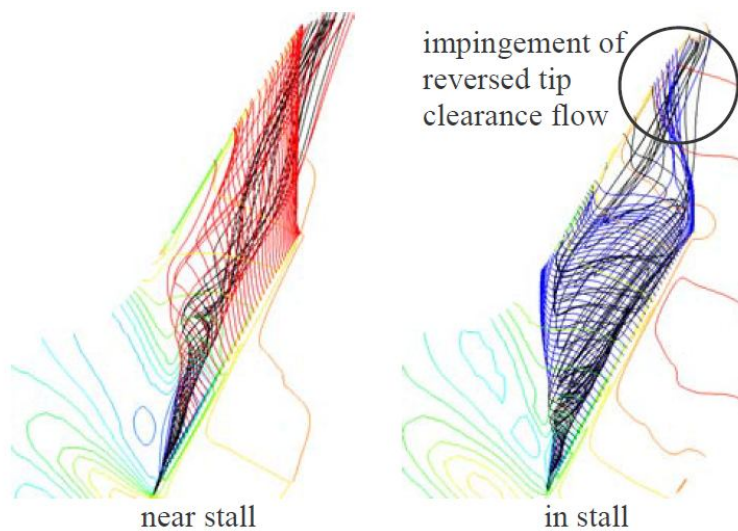 impingement of
reversed tip
clearance flow
near stall
in stall